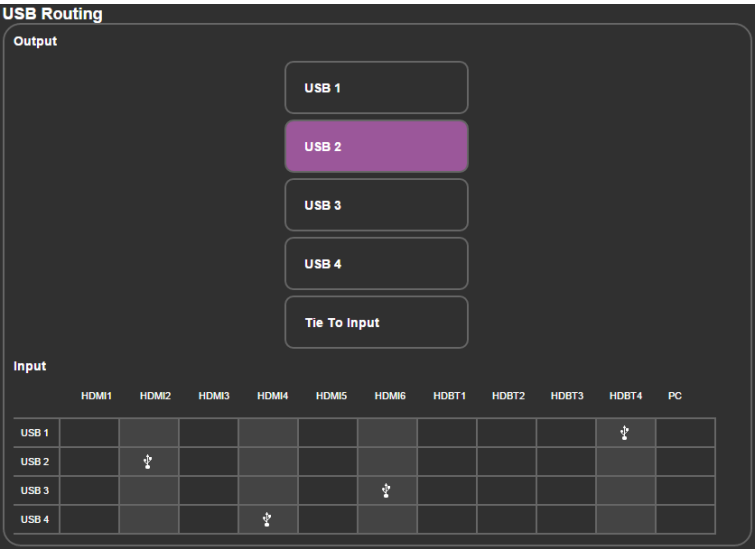 USB Routing
Output
USB 1
USB 2
USB 3
USB 4
Tie To Input
Input
HDMI1 HDMI2 HDMI3 HDMI4 HDMI5 HDMI6 HDBT1 HDBT2 HDBT3 HDBT4 PC
USB 1
USB 2
USB 3
USB 4